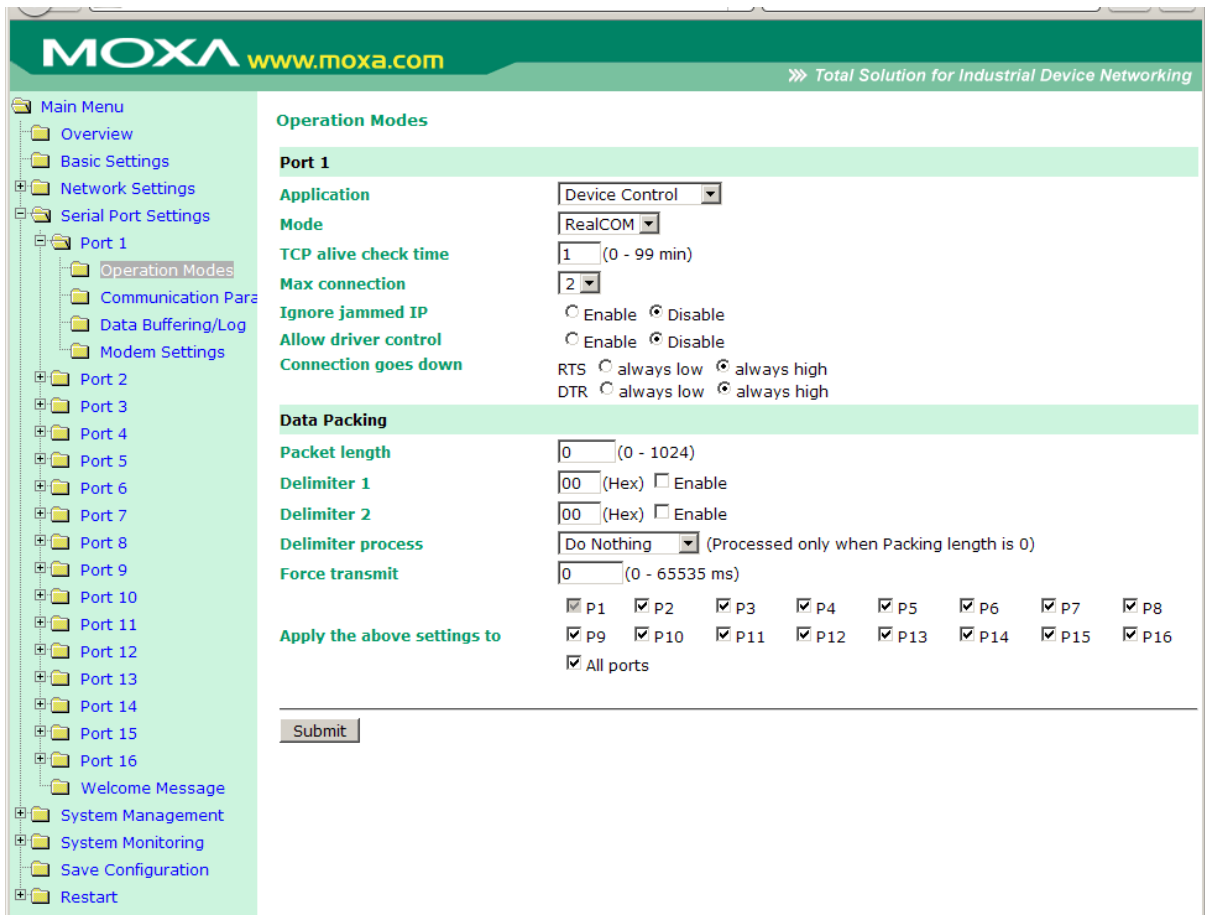 MOXA www.moxa.com
Total Solution for Industrial Device Networking
Main Menu
Overview
Basic Settings
Network Settings
Serial Port Settings
Port 1
Operation Modes
Communication Para
Data Buffering/Log
Modem Settings
Port 2
Port 3
Port 4
Port 5
Port 6
Port 7
Port 8
Port 9
Port 10
Port 11
Port 12
Port 13
Port 14
Port 15
Port 16
Welcome Message
System Management
System Monitoring
Save Configuration
Restart
Operation Modes
Port 1
Application Device Control
Mode RealCOM
TCP alive check time 1 (0 - 99 min)
Max connection 2
Ignore jammed IP Enable Disable
Allow driver control Enable Disable
Connection goes down RTS always low always high
DTR always low always high
Data Packing
Packet length 0 (0 - 1024)
Delimiter 1 00 (Hex) Enable
Delimiter 2 00 (Hex) Enable
Delimiter process Do Nothing (Processed only when Packing length is 0)
Force transmit 0 (0 - 65535 ms)
P1 P2 P3 P4 P5 P6 P7 P8
Apply the above settings to P9 P10 P11 P12 P13 P14 P15 P16
All ports
Submit